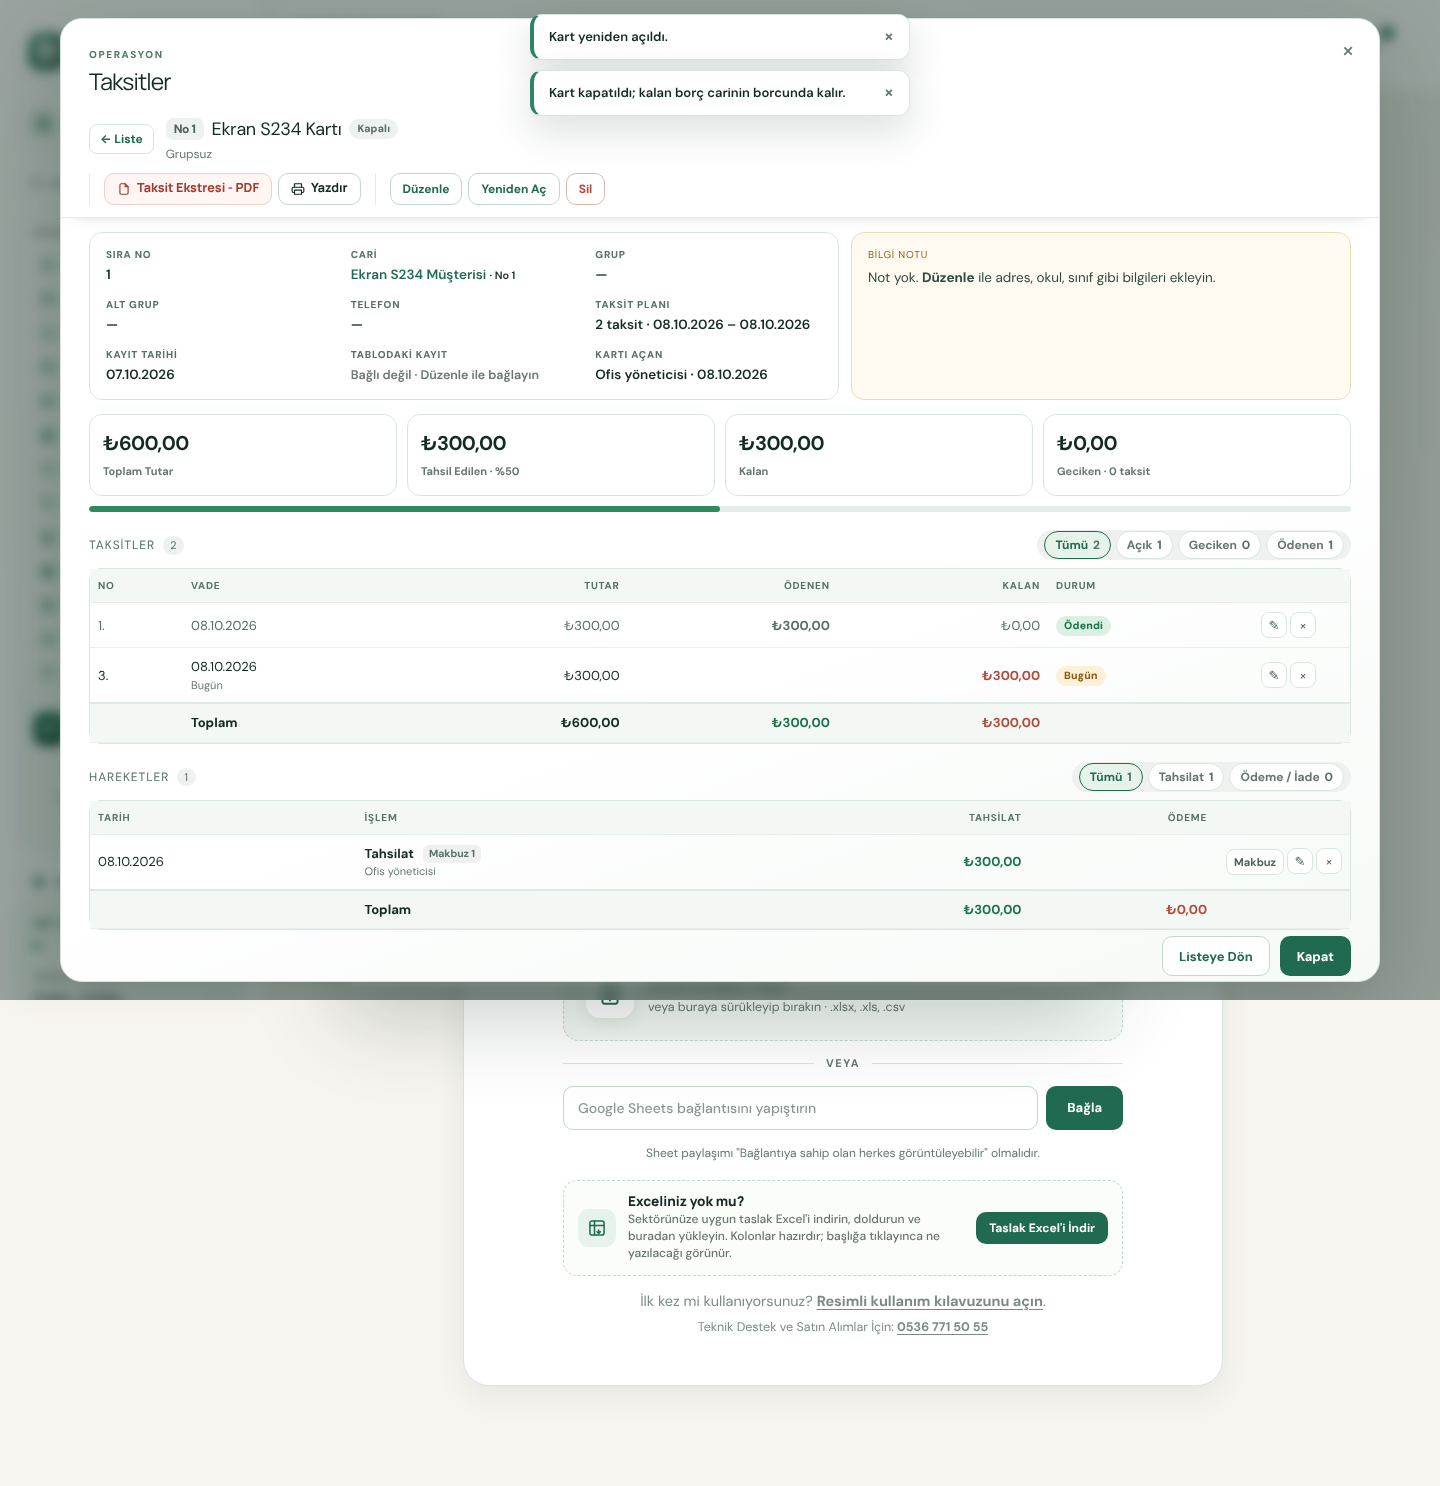 Kart yeniden açıldı. ×
Kart kapatıldı; kalan borç carinin borcunda kalır. ×
OPERASYON
Taksitler
×
← Liste
No 1 Ekran S234 Kartı Kapalı
Grupsuz
Taksit Ekstresi - PDF Yazdır Düzenle Yeniden Aç Sil
SIRA NO CARİ GRUP
1 Ekran S234 Müşterisi · No 1 —
ALT GRUP TELEFON TAKSİT PLANI
— — 2 taksit · 08.10.2026 – 08.10.2026
KAYIT TARİHİ TABLODAKİ KAYIT KARTI AÇAN
07.10.2026 Bağlı değil · Düzenle ile bağlayın Ofis yöneticisi · 08.10.2026
BİLGİ NOTU
Not yok. Düzenle ile adres, okul, sınıf gibi bilgileri ekleyin.
₺600,00 ₺300,00 ₺300,00 ₺0,00
Toplam Tutar Tahsil Edilen · %50 Kalan Geciken · 0 taksit
TAKSİTLER 2 Tümü 2 Açık 1 Geciken 0 Ödenen 1
NO VADE TUTAR ÖDENEN KALAN DURUM
1. 08.10.2026 ₺300,00 ₺300,00 ₺0,00 Ödendi ✎ ×
3. 08.10.2026 ₺300,00 ₺300,00 Bugün ✎ ×
Bugün
Toplam ₺600,00 ₺300,00 ₺300,00
HAREKETLER 1 Tümü 1 Tahsilat 1 Ödeme / İade 0
TARİH İŞLEM TAHSİLAT ÖDEME
08.10.2026 Tahsilat Makbuz 1 ₺300,00 Makbuz ✎ ×
Ofis yöneticisi
Toplam ₺300,00 ₺0,00
Listeye Dön Kapat
veya buraya sürükleyip bırakın · .xlsx, .xls, .csv
VEYA
Google Sheets bağlantısını yapıştırın Bağla
Sheet paylaşımı "Bağlantıya sahip olan herkes görüntüleyebilir" olmalıdır.
Exceliniz yok mu?
Sektörünüze uygun taslak Excel'i indirin, doldurun ve
buradan yükleyin. Kolonlar hazırdır; başlığa tıklayınca ne
yazılacağı görünür.
Taslak Excel'i İndir
İlk kez mi kullanıyorsunuz? Resimli kullanım kılavuzunu açın.
Teknik Destek ve Satın Alımlar İçin: 0536 771 50 55